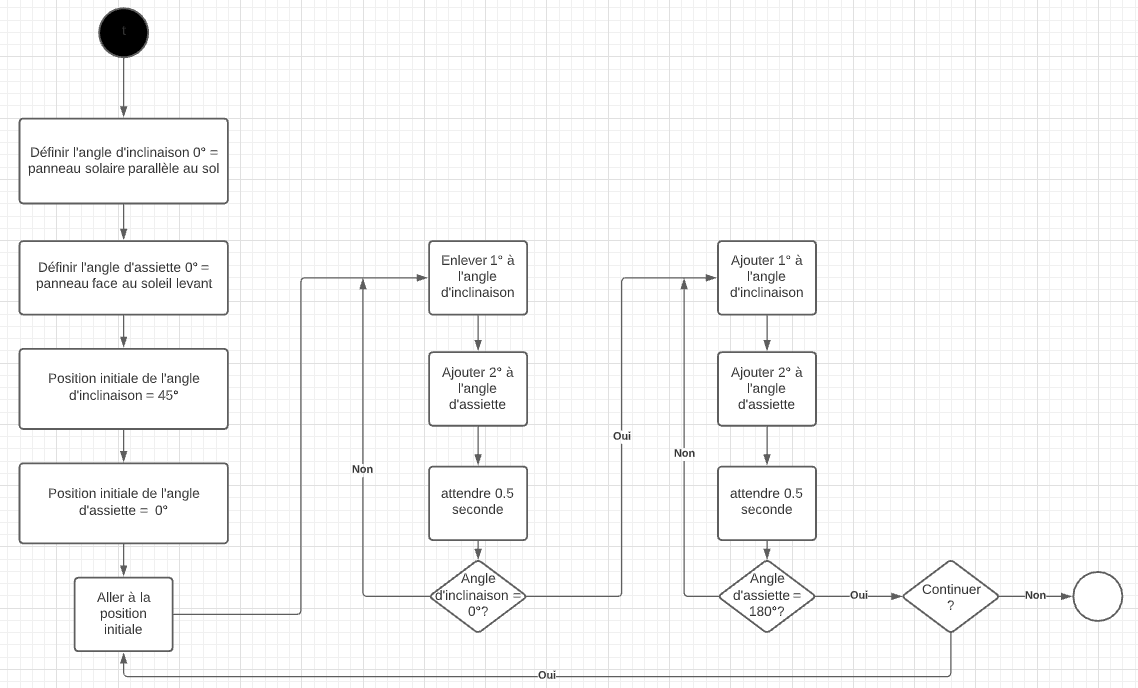 t
Définir l'angle d'inclinaison 0° =
panneau solaire parallèle au sol
Définir l'angle d'assiette 0° =
panneau face au soleil levant
Position initiale de l'angle
d'inclinaison = 45°
Position initiale de l'angle
d'assiette = 0°
Aller à la
position
initiale
Enlever 1° à
l'angle
d'inclinaison
Ajouter 2° à
l'angle
d'assiette
attendre 0.5
seconde
Angle
d'inclinaison =
0°?
Non
Oui
Ajouter 1° à
l'angle
d'inclinaison
Ajouter 2° à
l'angle
d'assiette
attendre 0.5
seconde
Angle
d'assiette =
180°?
Non
Oui
Continuer
?
Non
Oui